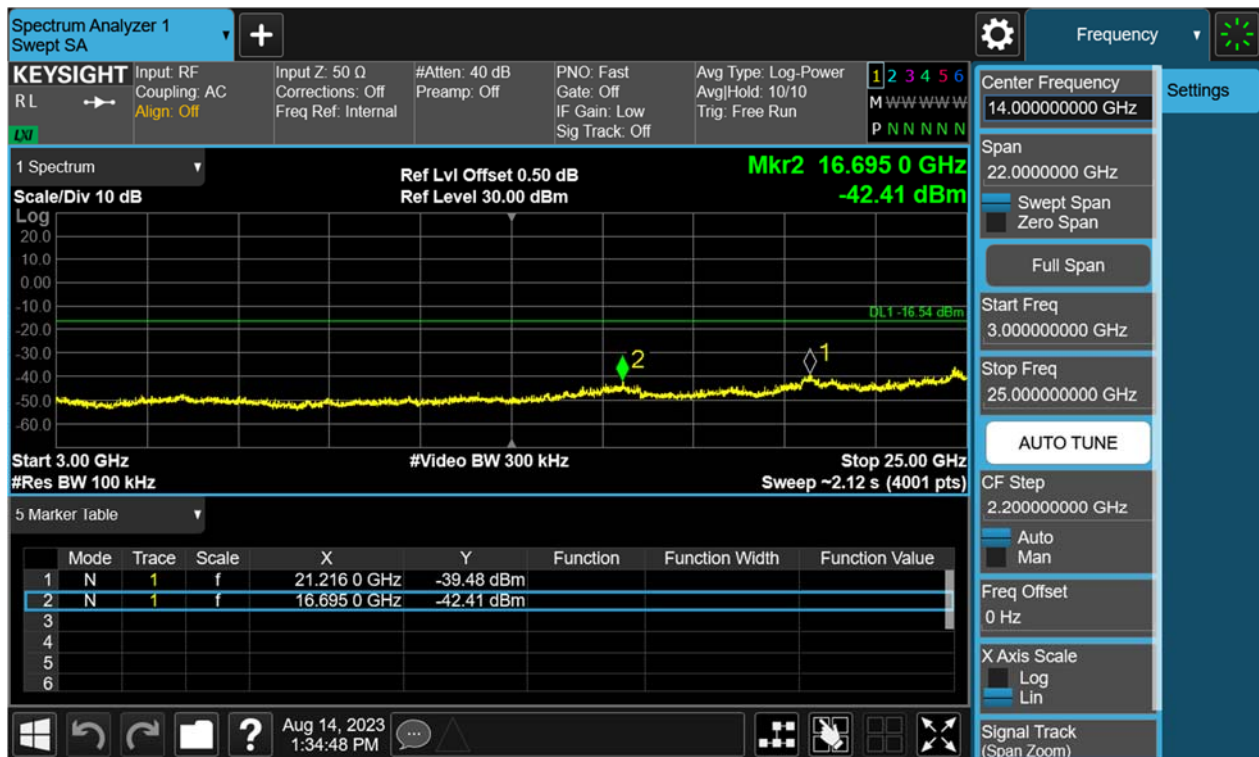 Spectrum Analyzer 1
Swept SA
Frequency
KEYSIGHT
RL
LXI
Input: RF
Coupling: AC
Align: Off
Input Z: 50 Ω
Corrections: Off
Freq Ref: Internal
#Atten: 40 dB
Preamp: Off
PNO: Fast
Gate: Off
IF Gain: Low
Sig Track: Off
Avg Type: Log-Power
Avg|Hold: 10/10
Trig: Free Run
1 2 3 4 5 6
M W W W W W
P N N N N N
1 Spectrum
Scale/Div 10 dB
Ref Lvl Offset 0.50 dB
Ref Level 30.00 dBm
Mkr2 16.695 0 GHz
-42.41 dBm
Log
20.0
10.0
0.00
-10.0
-20.0
-30.0
-40.0
-50.0
-60.0
DL1 -16.54 dBm
2
1
Start 3.00 GHz
#Video BW 300 kHz
Stop 25.00 GHz
#Res BW 100 kHz
Sweep ~2.12 s (4001 pts)
5 Marker Table
Mode Trace Scale X Y Function Function Width Function Value
1 N 1 f 21.216 0 GHz -39.48 dBm
2 N 1 f 16.695 0 GHz -42.41 dBm
3
4
5
6
?
Aug 14, 2023
1:34:48 PM
Center Frequency
14.000000000 GHz
Settings
Span
22.0000000 GHz
Swept Span
Zero Span
Full Span
Start Freq
3.000000000 GHz
Stop Freq
25.000000000 GHz
AUTO TUNE
CF Step
2.200000000 GHz
Auto
Man
Freq Offset
0 Hz
X Axis Scale
Log
Lin
Signal Track
(Span Zoom)